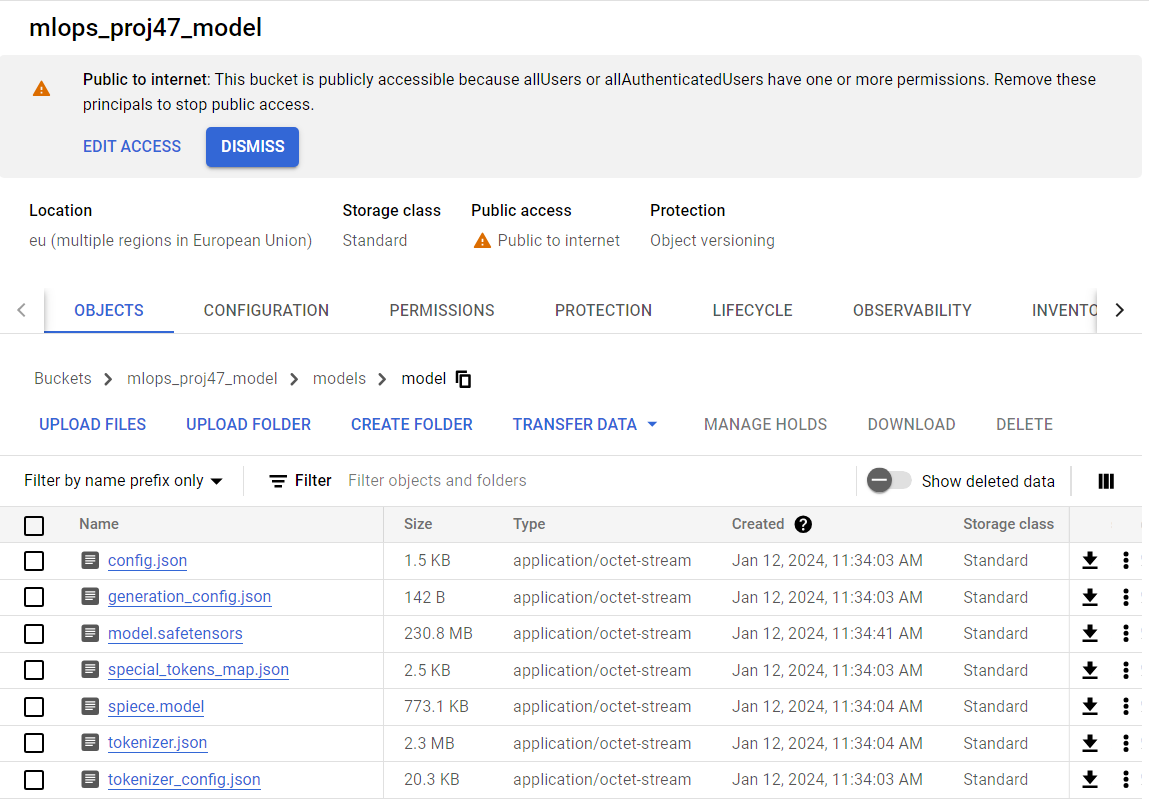 mlops_proj47_model
Public to internet: This bucket is publicly accessible because allUsers or allAuthenticatedUsers have one or more permissions. Remove these
principals to stop public access.
EDIT ACCESS DISMISS
Location Storage class Public access Protection
eu (multiple regions in European Union) Standard Public to internet Object versioning
OBJECTS CONFIGURATION PERMISSIONS PROTECTION LIFECYCLE OBSERVABILITY INVENTO
Buckets mlops_proj47_model models model
UPLOAD FILES UPLOAD FOLDER CREATE FOLDER TRANSFER DATA MANAGE HOLDS DOWNLOAD DELETE
Filter by name prefix only Filter Filter objects and folders Show deleted data
Name Size Type Created Storage class
config.json 1.5 KB application/octet-stream Jan 12, 2024, 11:34:03 AM Standard
generation_config.json 142 B application/octet-stream Jan 12, 2024, 11:34:03 AM Standard
model.safetensors 230.8 MB application/octet-stream Jan 12, 2024, 11:34:41 AM Standard
special_tokens_map.json 2.5 KB application/octet-stream Jan 12, 2024, 11:34:03 AM Standard
spiece.model 773.1 KB application/octet-stream Jan 12, 2024, 11:34:04 AM Standard
tokenizer.json 2.3 MB application/octet-stream Jan 12, 2024, 11:34:04 AM Standard
tokenizer_config.json 20.3 KB application/octet-stream Jan 12, 2024, 11:34:03 AM Standard